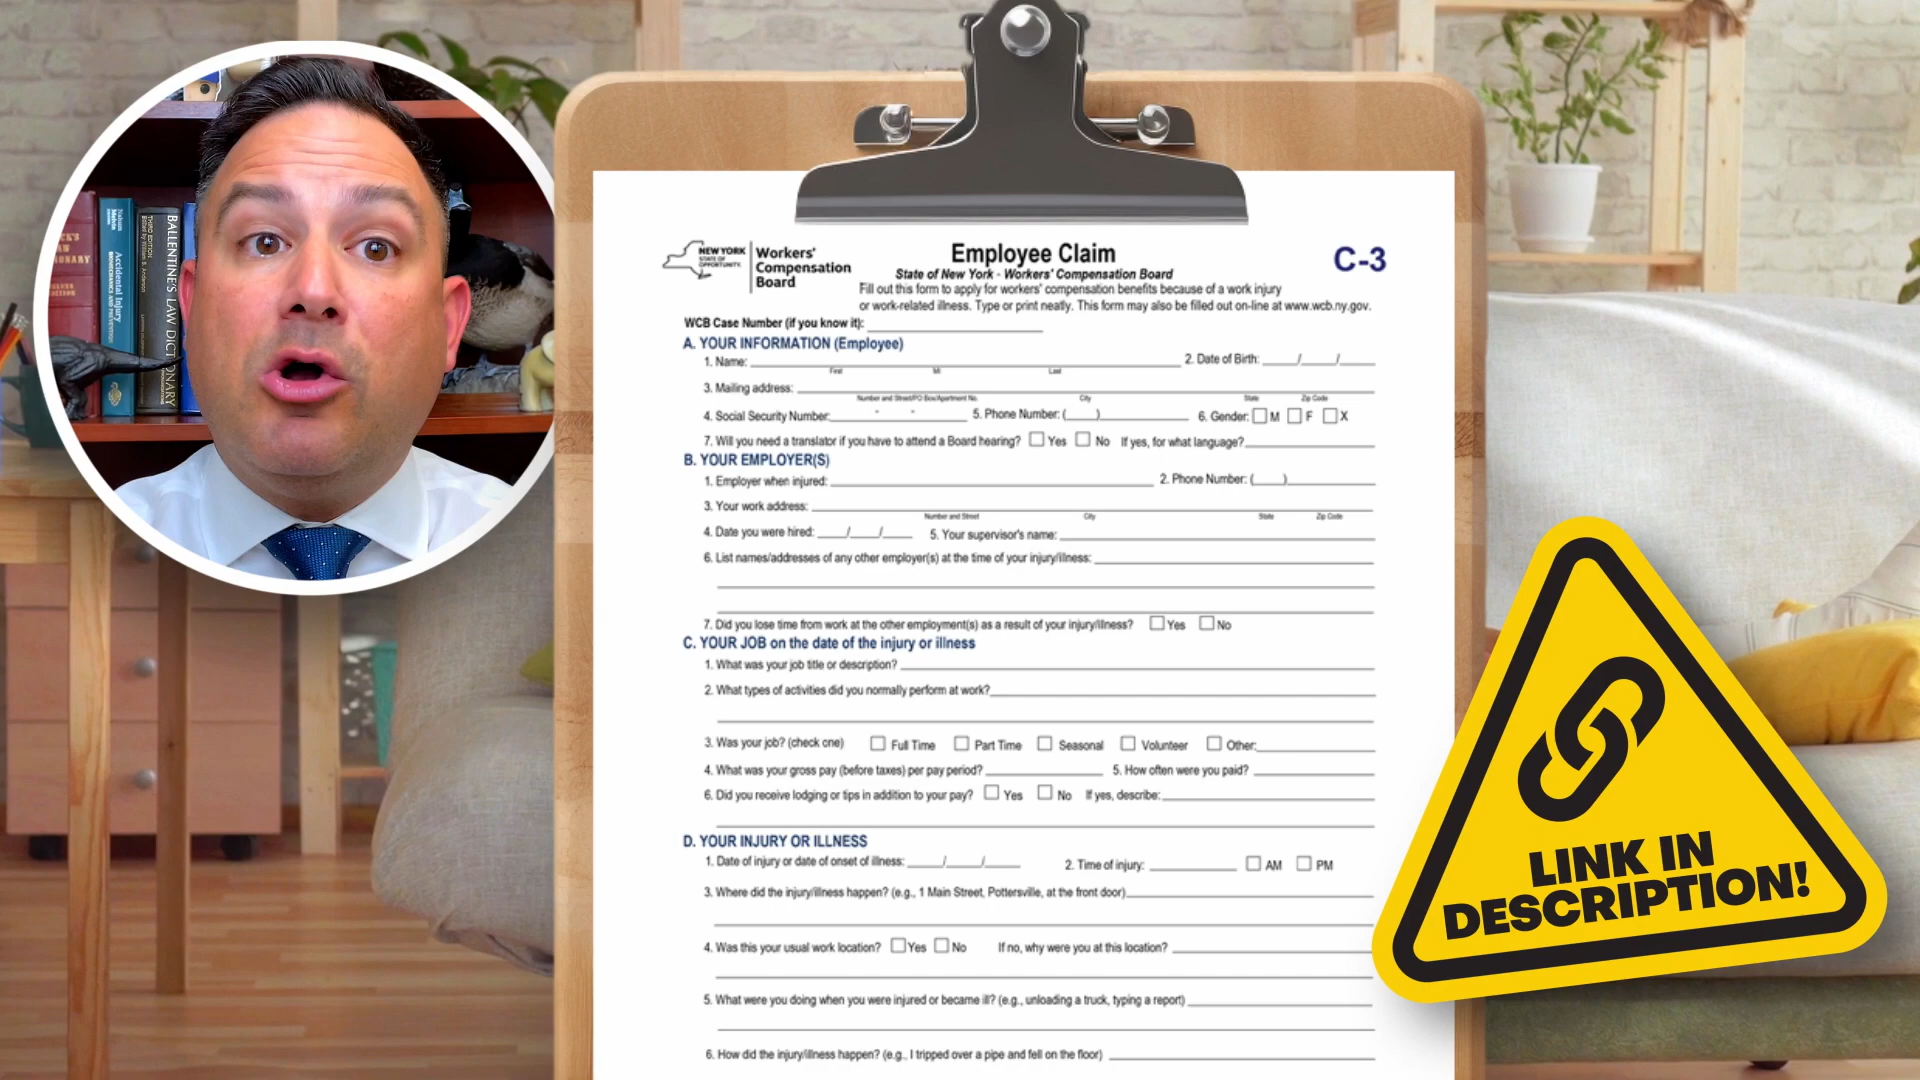 BALLENTINE'S LAW DICTIONARY
THIRD EDITION
Accidental Injury
NEW YORK
STATE OF
OPPORTUNITY.
Workers'
Compensation
Board
Employee Claim
State of New York - Workers' Compensation Board
C-3
Fill out this form to apply for workers' compensation benefits because of a work injury
or work-related illness. Type or print neatly. This form may also be filled out on-line at www.wcb.ny.gov.
WCB Case Number (if you know it):
A. YOUR INFORMATION (Employee)
1. Name: 2. Date of Birth: / /
First MI Last
3. Mailing address:
Number and Street/PO Box/Apartment No. City State Zip Code
4. Social Security Number: - - 5. Phone Number: ( ) 6. Gender: M F X
7. Will you need a translator if you have to attend a Board hearing? Yes No If yes, for what language?
B. YOUR EMPLOYER(S)
1. Employer when injured: 2. Phone Number: ( )
3. Your work address:
Number and Street City State Zip Code
4. Date you were hired: / / 5. Your supervisor's name:
6. List names/addresses of any other employer(s) at the time of your injury/illness:
7. Did you lose time from work at the other employment(s) as a result of your injury/illness? Yes No
C. YOUR JOB on the date of the injury or illness
1. What was your job title or description?
2. What types of activities did you normally perform at work?
3. Was your job? (check one) Full Time Part Time Seasonal Volunteer Other:
4. What was your gross pay (before taxes) per pay period? 5. How often were you paid?
6. Did you receive lodging or tips in addition to your pay? Yes No If yes, describe:
D. YOUR INJURY OR ILLNESS
1. Date of injury or date of onset of illness: / / 2. Time of injury: AM PM
3. Where did the injury/illness happen? (e.g., 1 Main Street, Pottersville, at the front door)
4. Was this your usual work location? Yes No If no, why were you at this location?
5. What were you doing when you were injured or became ill? (e.g., unloading a truck, typing a report)
6. How did the injury/illness happen? (e.g., I tripped over a pipe and fell on the floor)
LINK IN
DESCRIPTION!